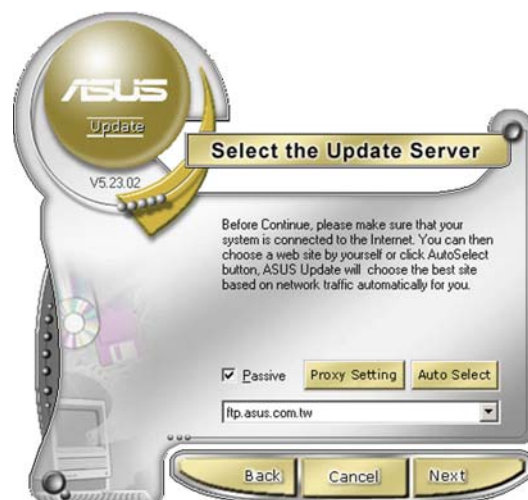 ASUS
Update
V5.23.02
Select the Update Server
Before Continue, please make sure that your
system is connected to the Internet. You can then
choose a web site by yourself or click AutoSelect
button, ASUS Update will choose the best site
based on network traffic automatically for you.
Passive
Proxy Setting
Auto Select
ftp.asus.com.tw
Back
Cancel
Next